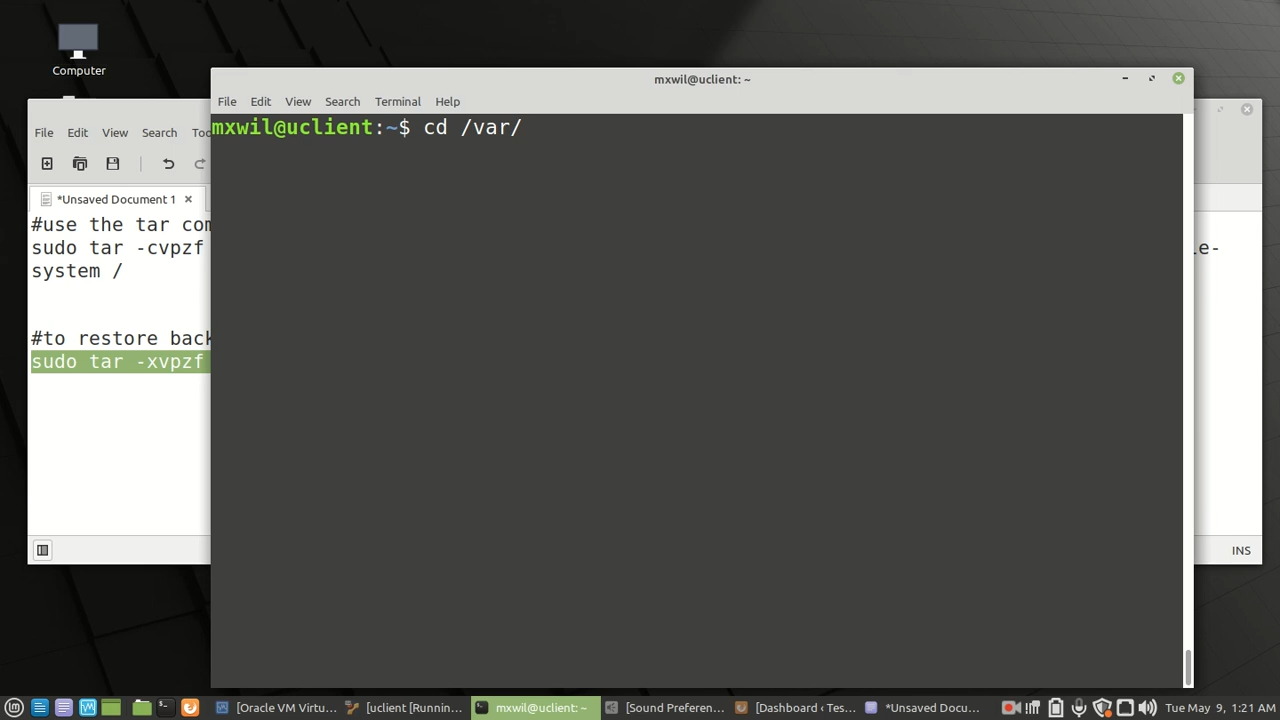 Computer
mxwil@uclient: ~
File Edit View Search Terminal Help
mxwil@uclient:~$ cd /var/
File Edit View Search
*Unsaved Document 1
#use the tar
sudo tar -cvpzf
system /
#to restore
sudo tar -xvpzf
INS
[Oracle VM Virtu... [uclient [Runnin... mxwil@uclient: ~ [Sound Preferen... [Dashboard ‹ Tes... *Unsaved Docu... Tue May 9, 1:21 AM